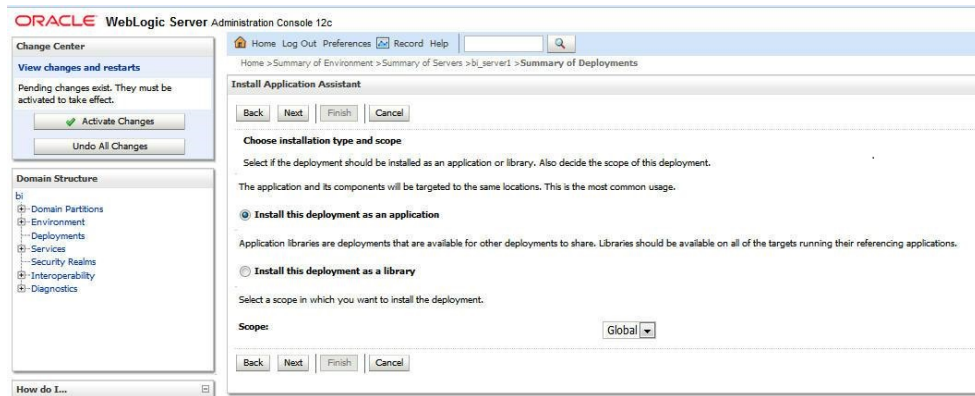 ORACLE WebLogic Server Administration Console 12c
Change Center
View changes and restarts
Pending changes exist. They must be
activated to take effect.
Activate Changes
Undo All Changes
Domain Structure
bi
Domain Partitions
Environment
Deployments
Services
Security Realms
Interoperability
Diagnostics
How do I...
Home Log Out Preferences Record Help
Home >Summary of Environment >Summary of Servers >bi_server1 >Summary of Deployments
Install Application Assistant
Back Next Finish Cancel
Choose installation type and scope
Select if the deployment should be installed as an application or library. Also decide the scope of this deployment.
The application and its components will be targeted to the same locations. This is the most common usage.
Install this deployment as an application
Application libraries are deployments that are available for other deployments to share. Libraries should be available on all of the targets running their referencing applications.
Install this deployment as a library
Select a scope in which you want to install the deployment.
Scope: Global
Back Next Finish Cancel